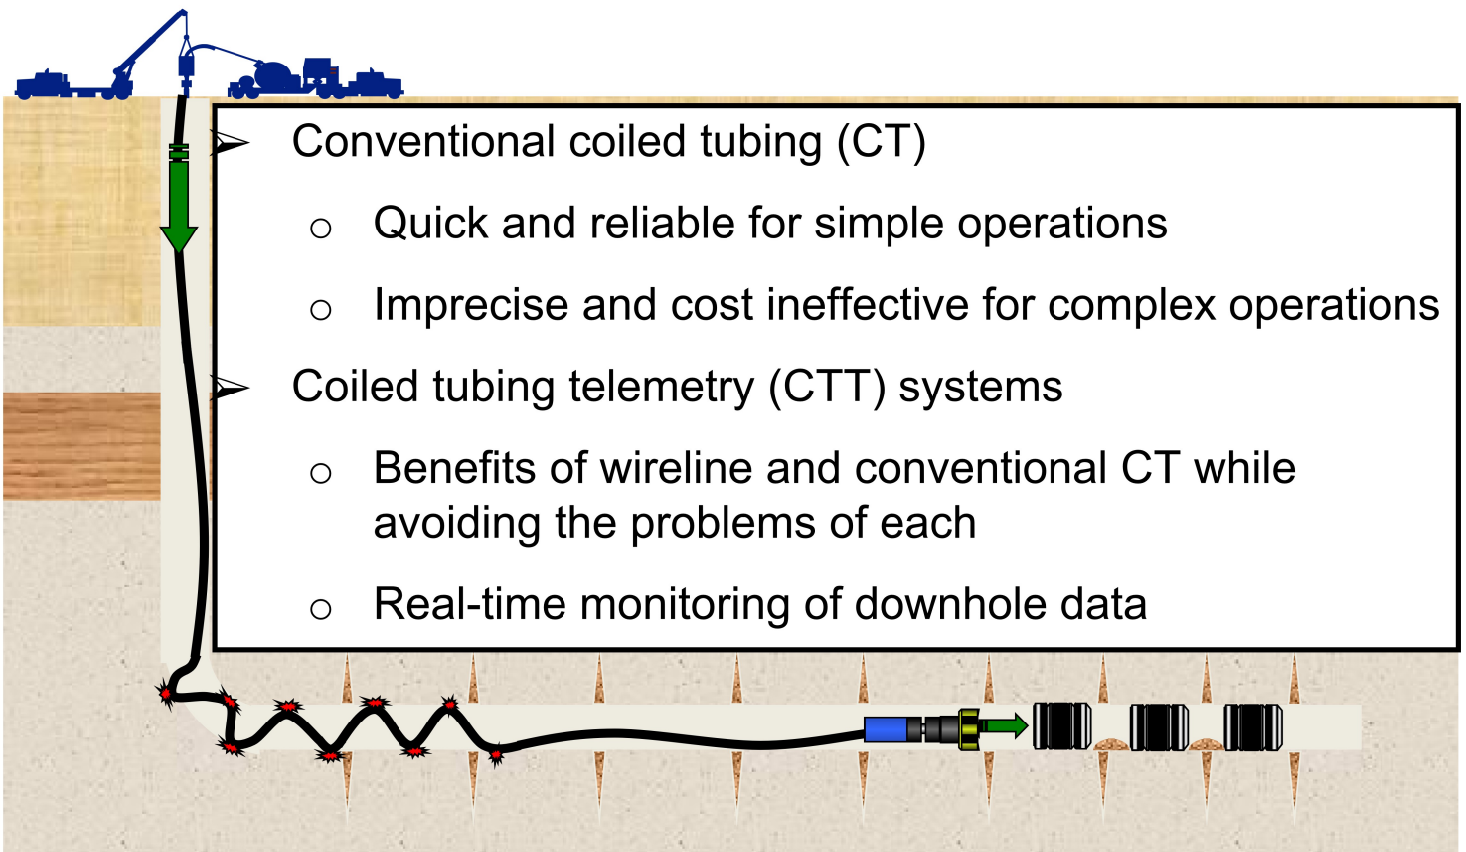 Conventional coiled tubing (CT)
Quick and reliable for simple operations
Imprecise and cost ineffective for complex operations
Coiled tubing telemetry (CTT) systems
Benefits of wireline and conventional CT while
avoiding the problems of each
Real-time monitoring of downhole data